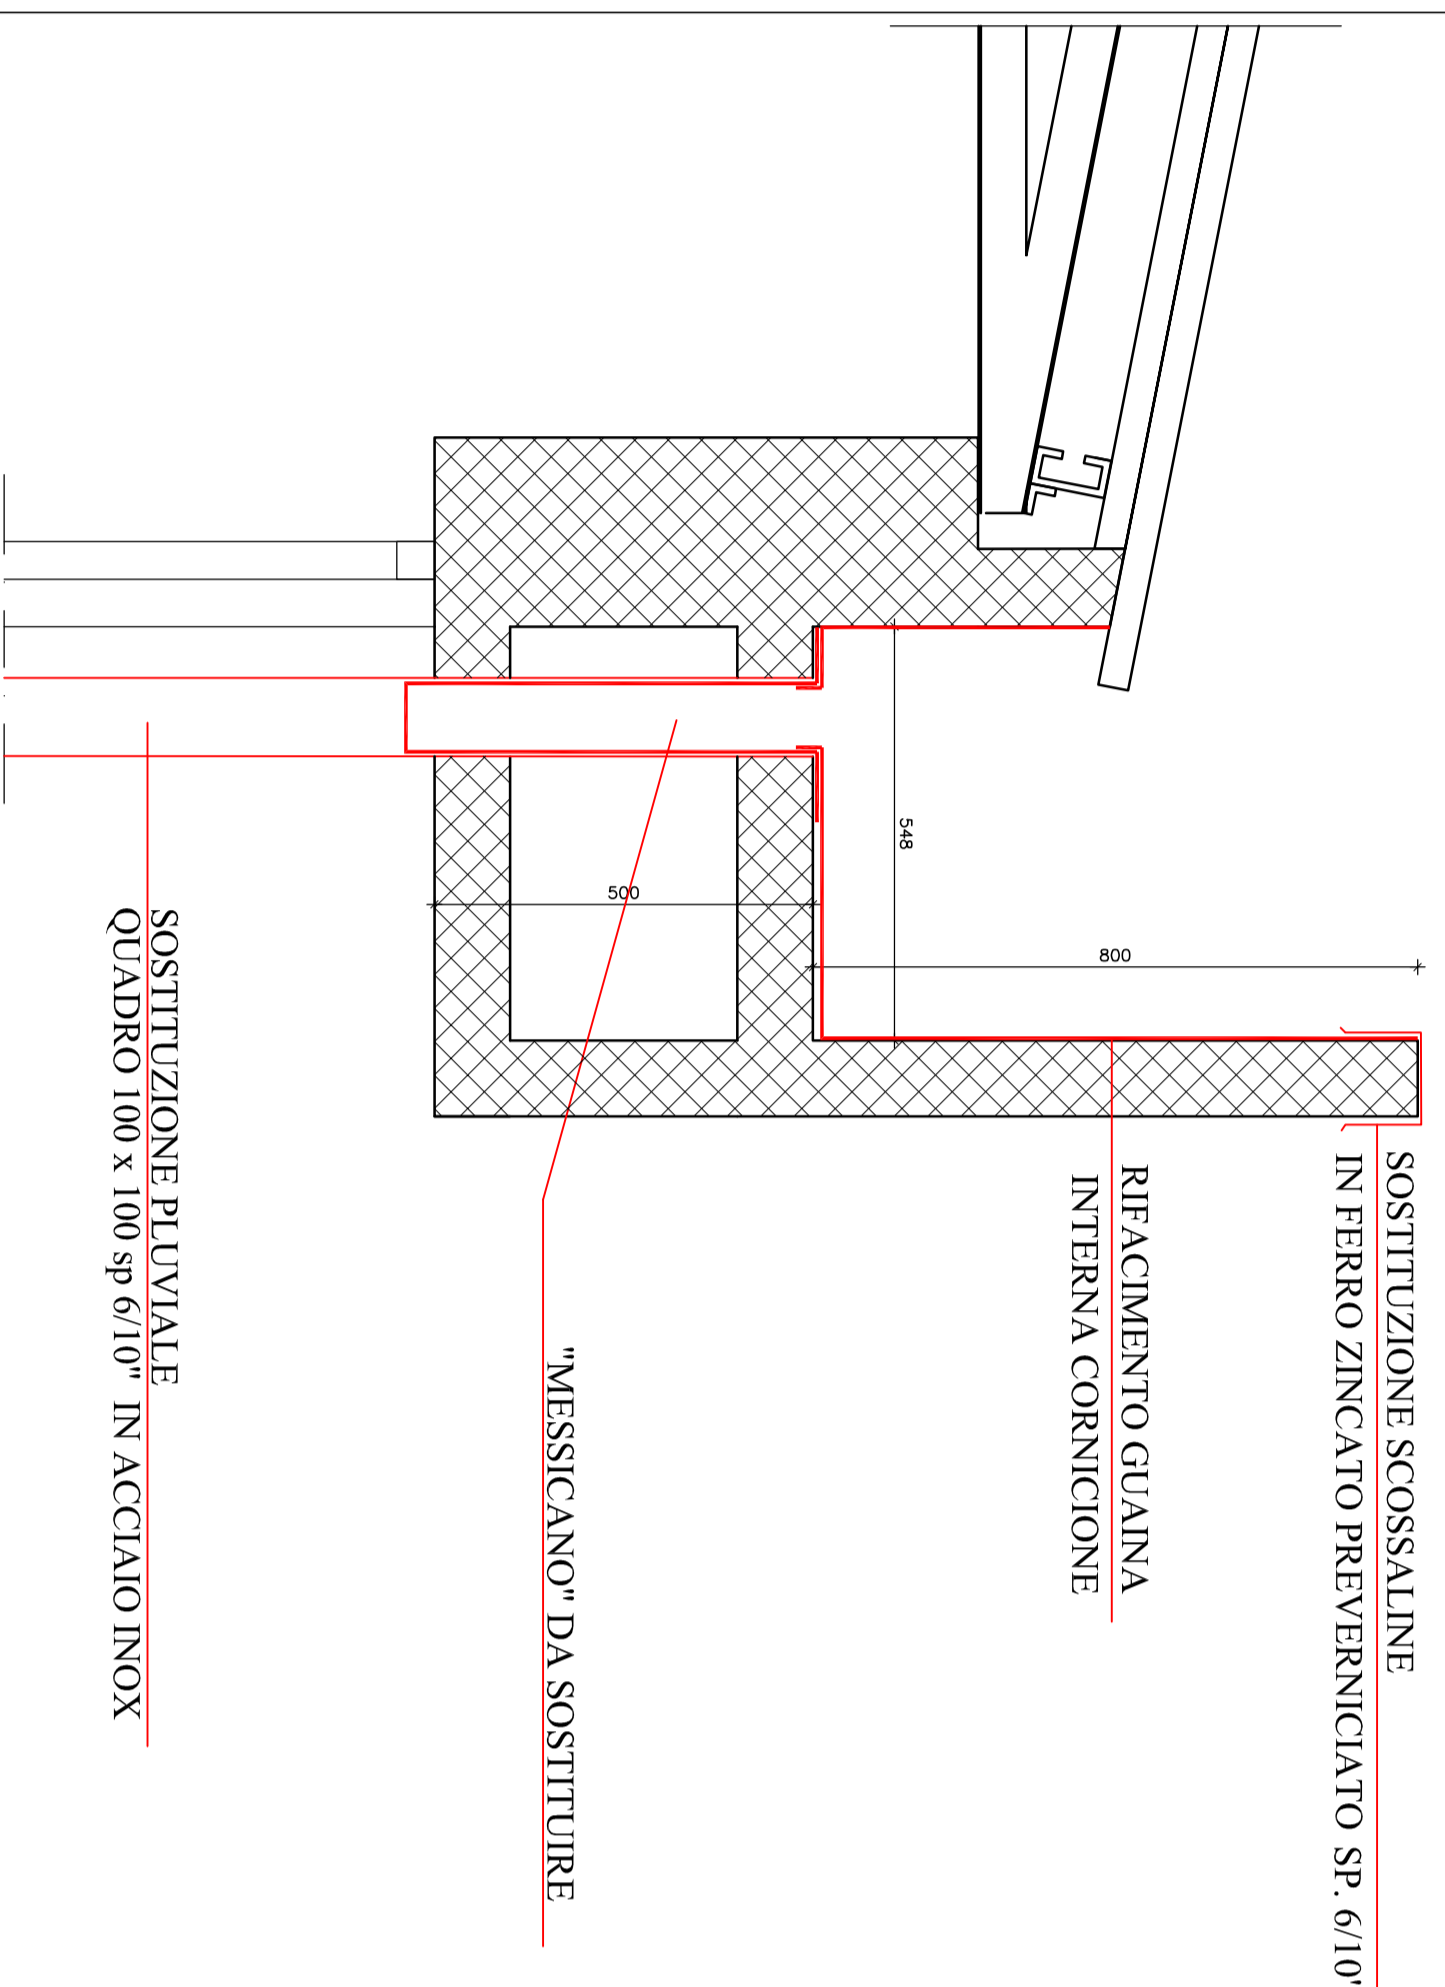 SOSTITUZIONE SCOSSALINE
IN FERRO ZINCATO PREVERNICIATO SP. 6/10"
RIFACIMENTO GUAINA
INTERNA CORNICIONE
800
548
500
"MESSICANO" DA SOSTITUIRE
SOSTITUZIONE PLUVIALE
QUADRO 100 x 100 sp 6/10" IN ACCIAIO INOX